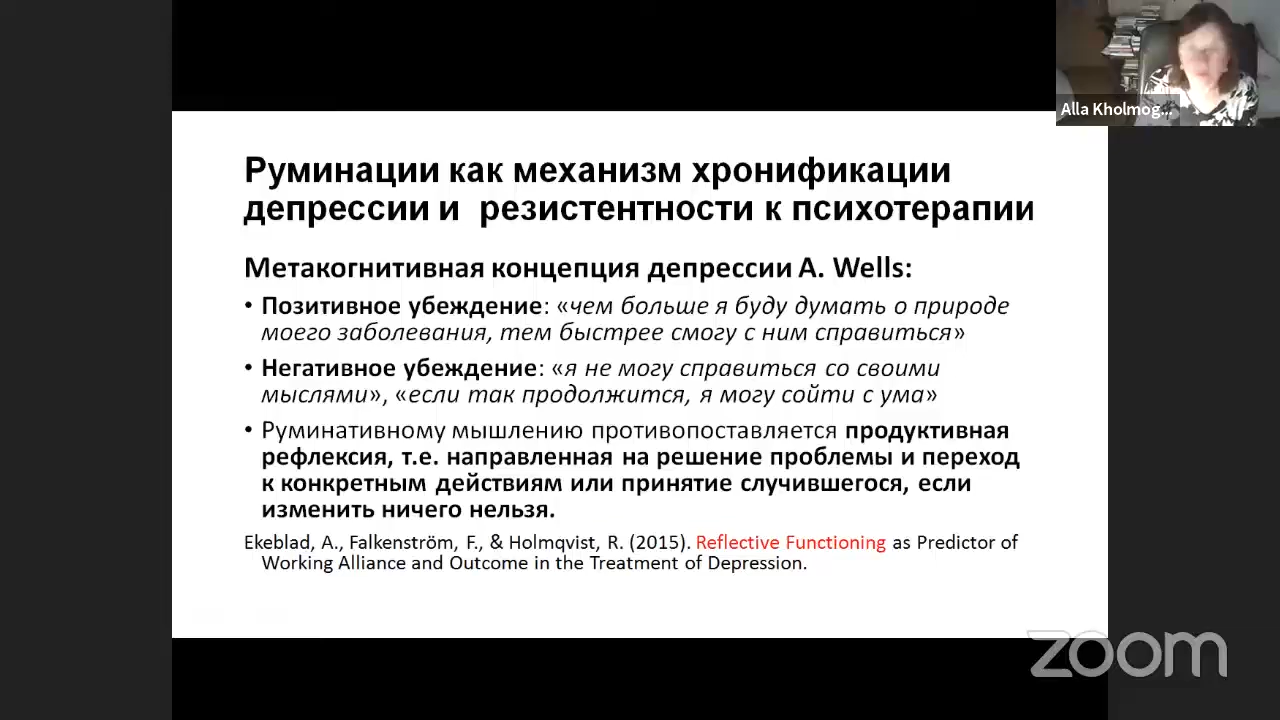 Alla Kholmog...
Руминации как механизм хронификации
депрессии и резистентности к психотерапии
Метакогнитивная концепция депрессии A. Wells:
• Позитивное убеждение: «чем больше я буду думать о природе
моего заболевания, тем быстрее смогу с ним справиться»
• Негативное убеждение: «я не могу справиться со своими
мыслями», «если так продолжится, я могу сойти с ума»
• Руминативному мышлению противопоставляется продуктивная
рефлексия, т.е. направленная на решение проблемы и переход
к конкретным действиям или принятие случившегося, если
изменить ничего нельзя.
Ekeblad, A., Falkenström, F., & Holmqvist, R. (2015). Reflective Functioning as Predictor of
Working Alliance and Outcome in the Treatment of Depression.
zoom